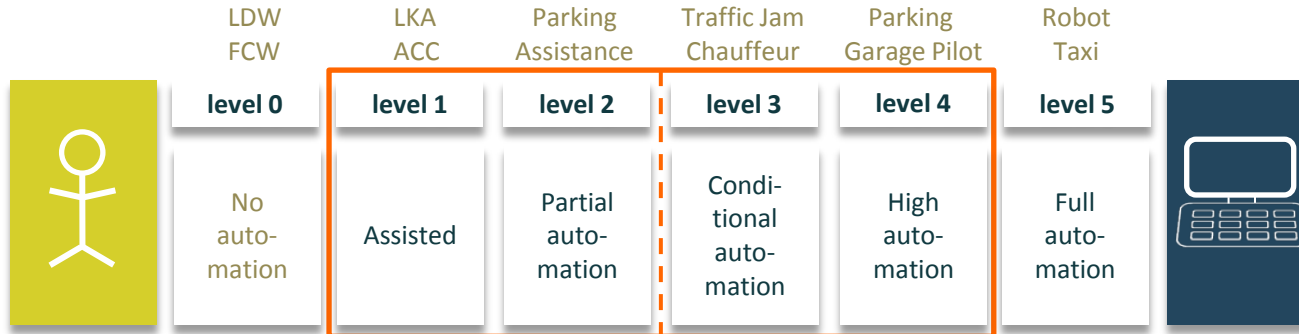 LDW
FCW
LKA
ACC
Parking
Assistance
Traffic Jam
Chauffeur
Parking
Garage Pilot
Robot
Taxi
level 0
level 1
level 2
level 3
level 4
level 5
No
auto-
mation
Assisted
Partial
auto-
mation
Condi-
tional
auto-
mation
High
auto-
mation
Full
auto-
mation